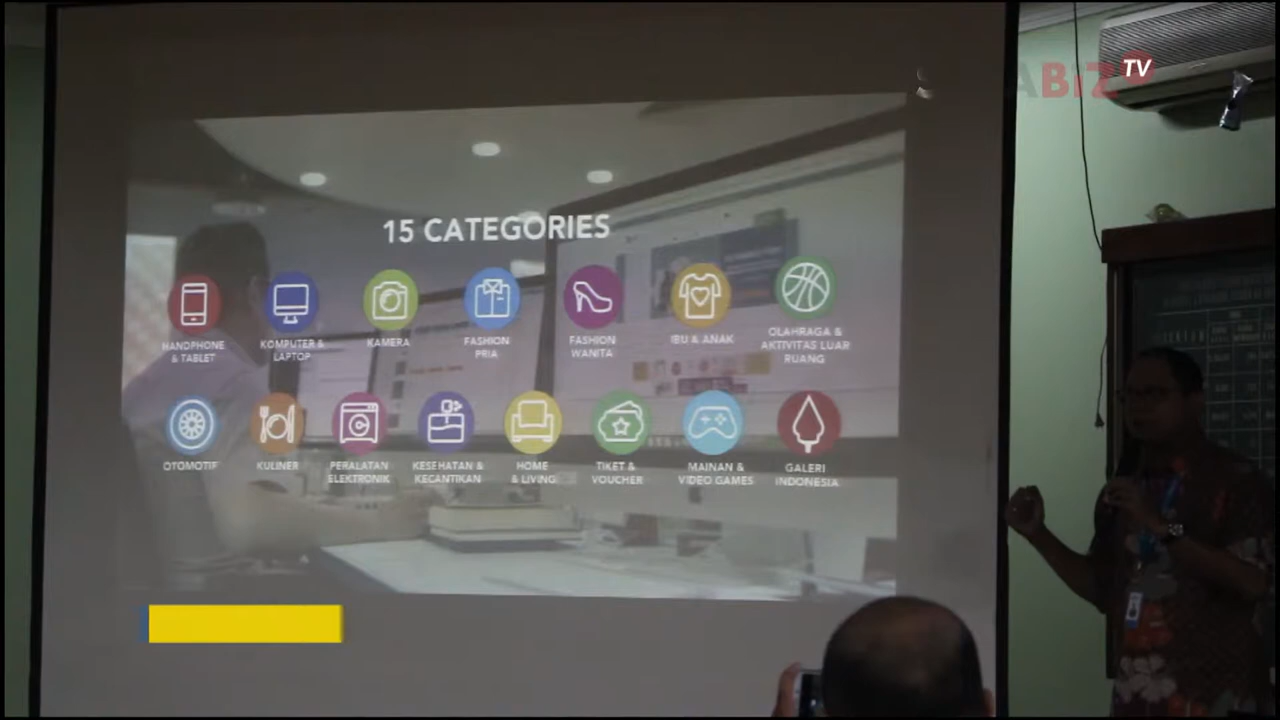 ABiZ TV
15 CATEGORIES
HANDPHONE
& TABLET
KOMPUTER &
LAPTOP
KAMERA
FASHION
PRIA
FASHION
WANITA
IBU & ANAK
OLAHRAGA &
AKTIVITAS LUAR
RUANG
OTOMOTIF
KULINER
PERALATAN
ELEKTRONIK
KESEHATAN &
KECANTIKAN
HOME
& LIVING
TIKET &
VOUCHER
MAINAN &
VIDEO GAMES
GALERI
INDONESIA